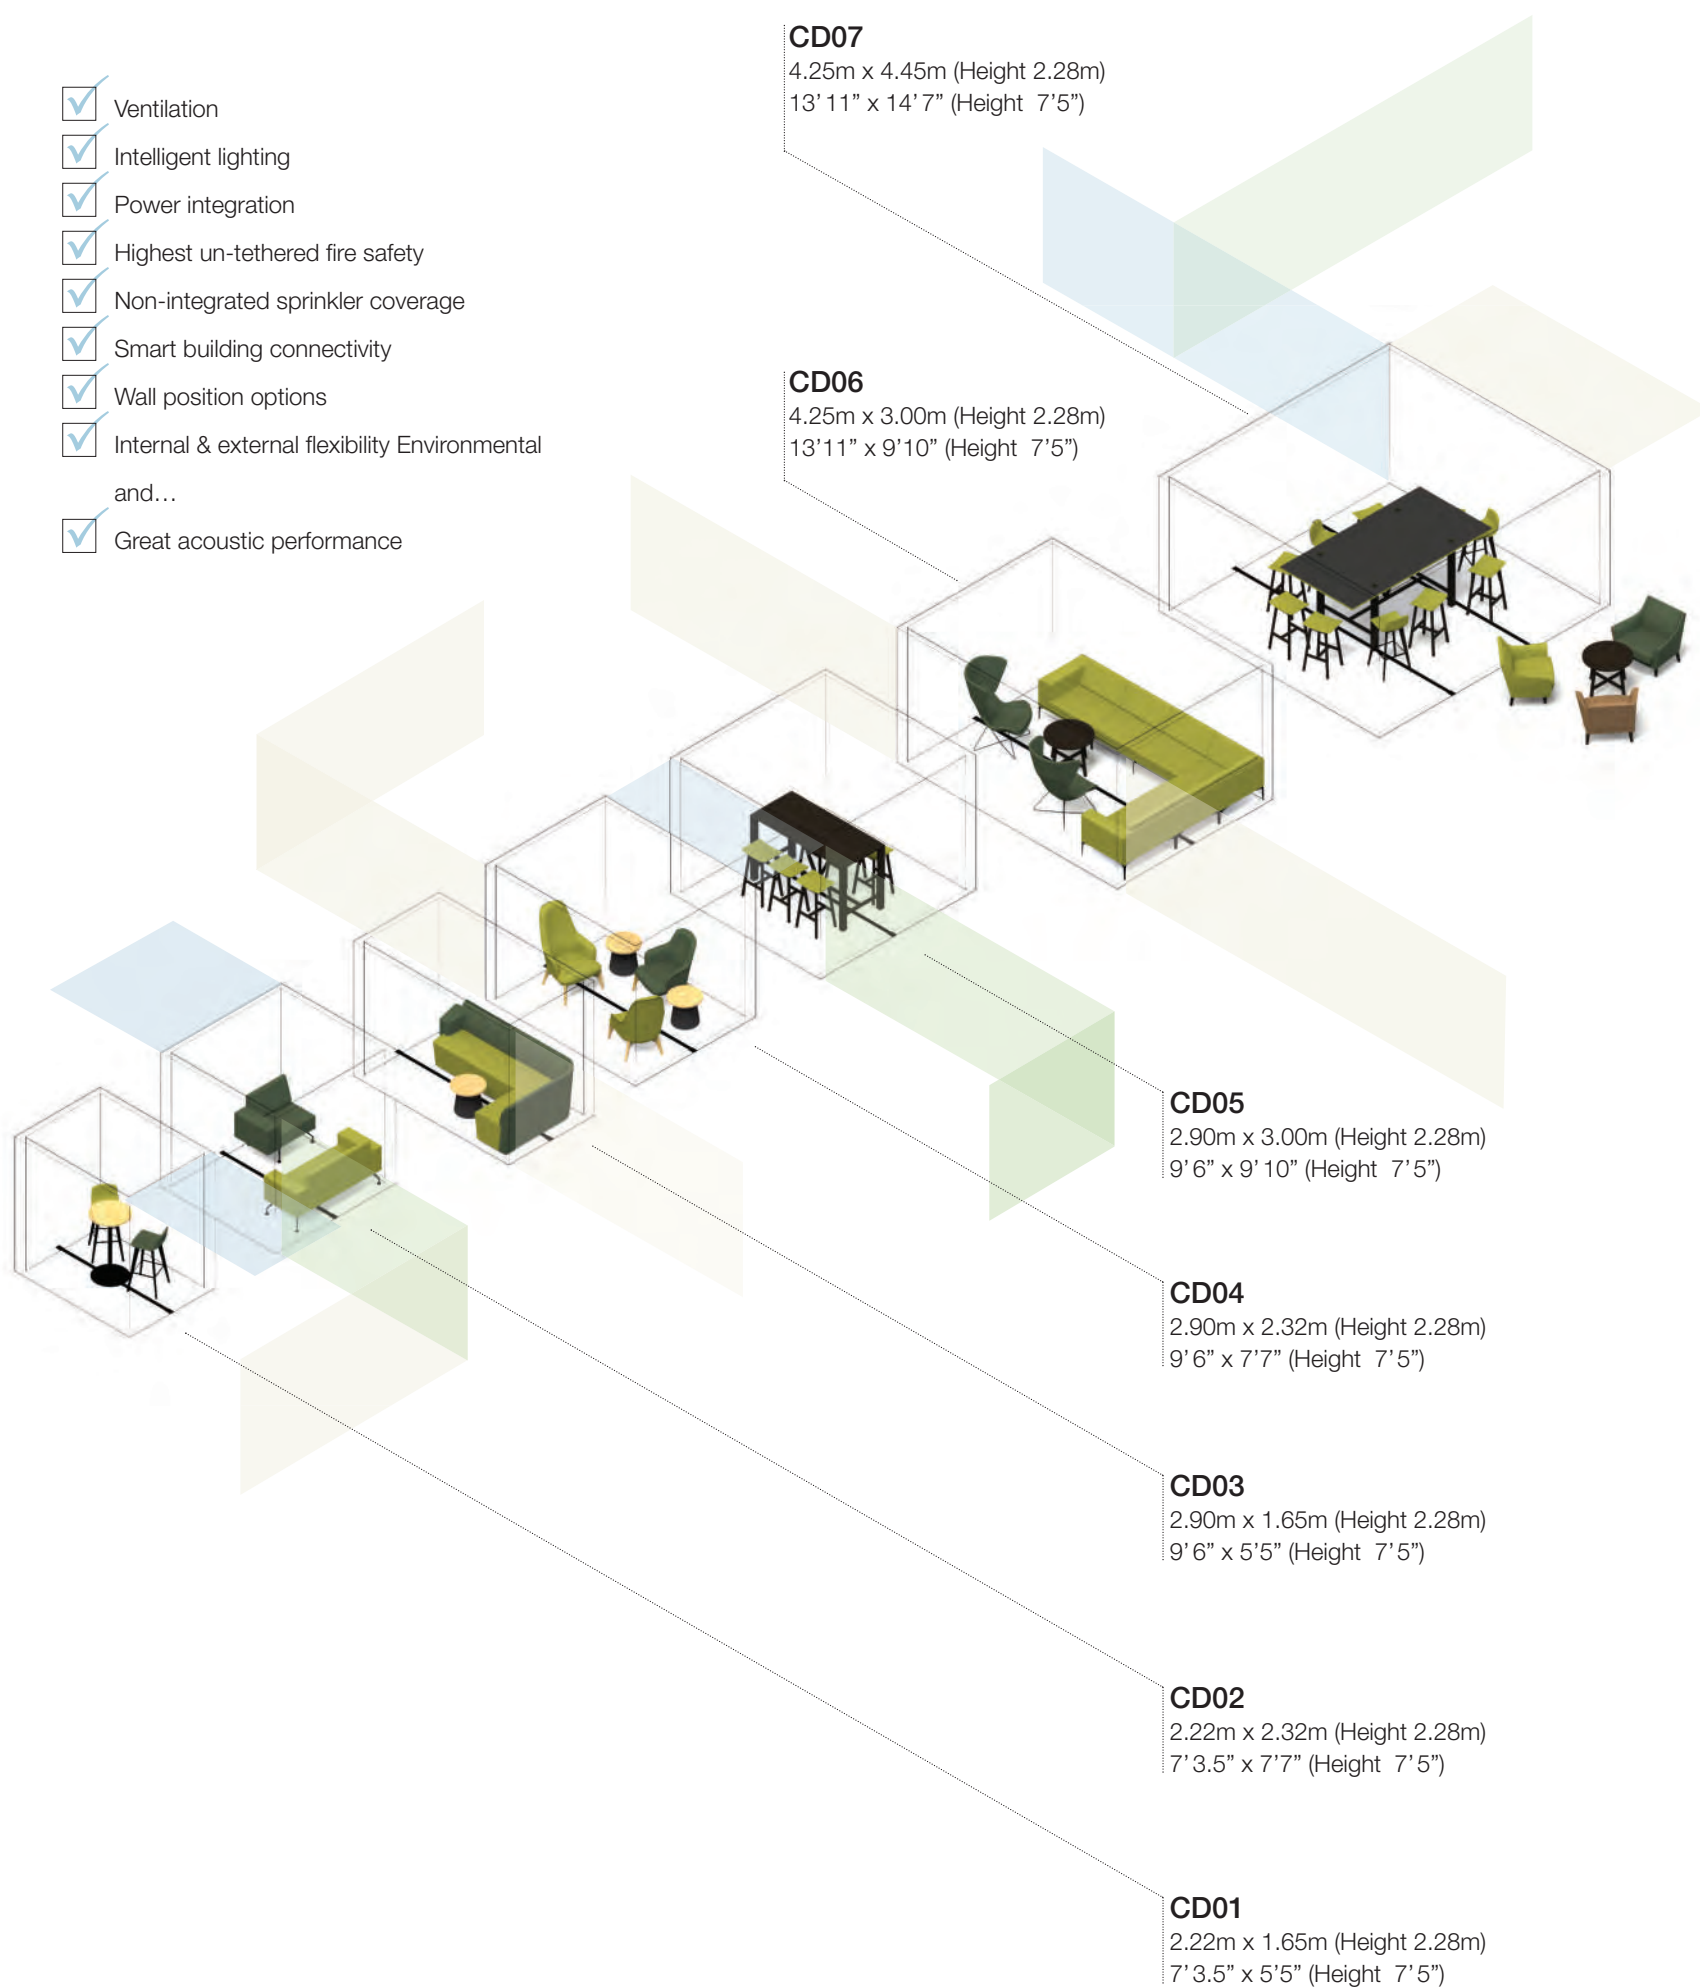 Ventilation
Intelligent lighting
Power integration
Highest un-tethered fire safety
Non-integrated sprinkler coverage
Smart building connectivity
Wall position options
Internal & external flexibility Environmental
and…
Great acoustic performance
CD07
4.25m x 4.45m (Height 2.28m)
13’11” x 14’7” (Height 7’5”)
CD06
4.25m x 3.00m (Height 2.28m)
13’11” x 9’10” (Height 7’5”)
CD05
2.90m x 3.00m (Height 2.28m)
9’6” x 9’10” (Height 7’5”)
CD04
2.90m x 2.32m (Height 2.28m)
9’6” x 7’7” (Height 7’5”)
CD03
2.90m x 1.65m (Height 2.28m)
9’6” x 5’5” (Height 7’5”)
CD02
2.22m x 2.32m (Height 2.28m)
7’3.5” x 7’7” (Height 7’5”)
CD01
2.22m x 1.65m (Height 2.28m)
7’3.5” x 5’5” (Height 7’5”)